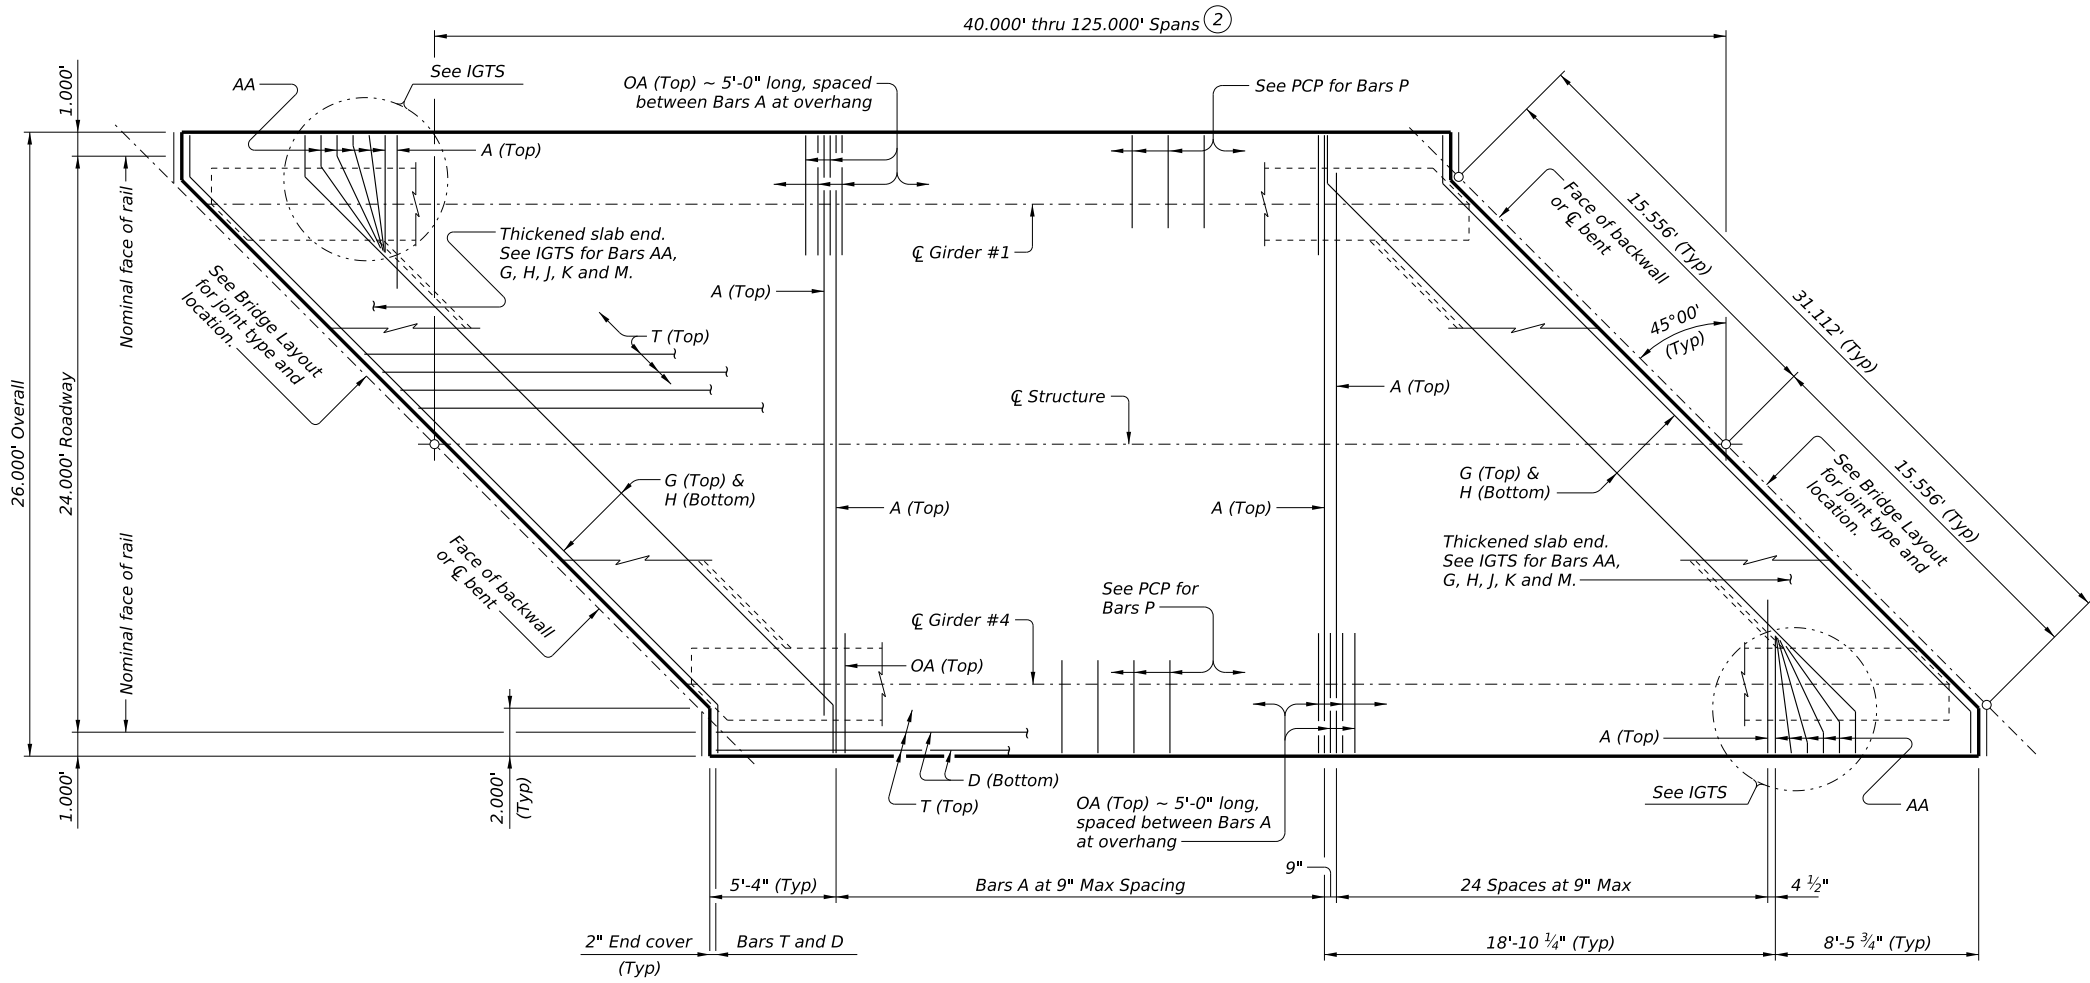 40.000' thru 125.000' Spans 2
See IGTS
AA
1.000'
OA (Top) ~ 5'-0" long, spaced
between Bars A at overhang
See PCP for Bars P
A (Top)
Nominal face of rail
Thickened slab end.
See IGTS for Bars AA,
G, H, J, K and M.
℄ Girder #1
Face of backwall
or ℄ bent
15.556' (Typ)
31.112' (Typ)
See Bridge Layout
for joint type and
location.
A (Top)
T (Top)
45°00'
(Typ)
26.000' Overall
24.000' Roadway
℄ Structure
A (Top)
G (Top) &
H (Bottom)
A (Top)
A (Top)
G (Top) &
H (Bottom)
See Bridge Layout
for joint type and
location.
15.556' (Typ)
Nominal face of rail
Face of backwall
or ℄ bent
Thickened slab end.
See IGTS for Bars AA,
G, H, J, K and M.
See PCP for
Bars P
℄ Girder #4
OA (Top)
A (Top)
1.000'
2.000'
(Typ)
D (Bottom)
T (Top)
OA (Top) ~ 5'-0" long,
spaced between Bars A
at overhang
See IGTS
AA
9"
5'-4" (Typ)
Bars A at 9" Max Spacing
24 Spaces at 9" Max
4 ½"
2" End cover
(Typ)
Bars T and D
18'-10 ¼" (Typ)
8'-5 ¾" (Typ)